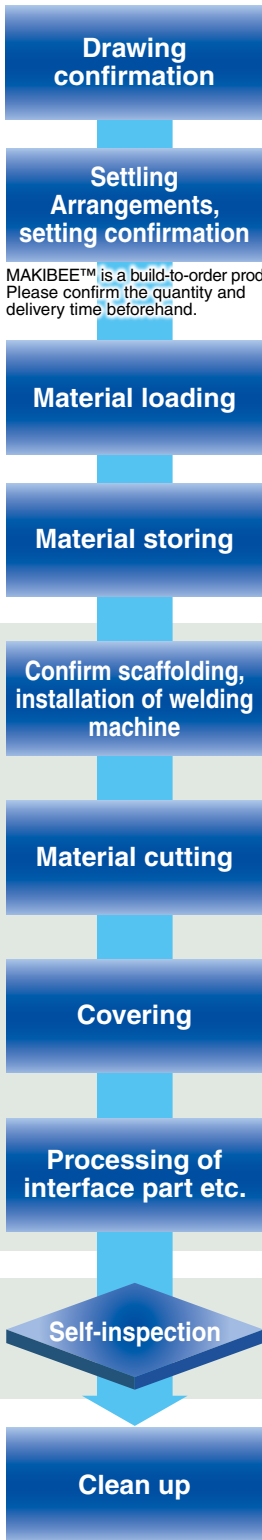 Drawing
confirmation
Settling
Arrangements,
setting confirmation
MAKIBEE™ is a build-to-order prod
Please confirm the quantity and
delivery time beforehand.
Material loading
Material storing
Confirm scaffolding,
installation of welding
machine
Material cutting
Covering
Processing of
interface part etc.
Self-inspection
Clean up